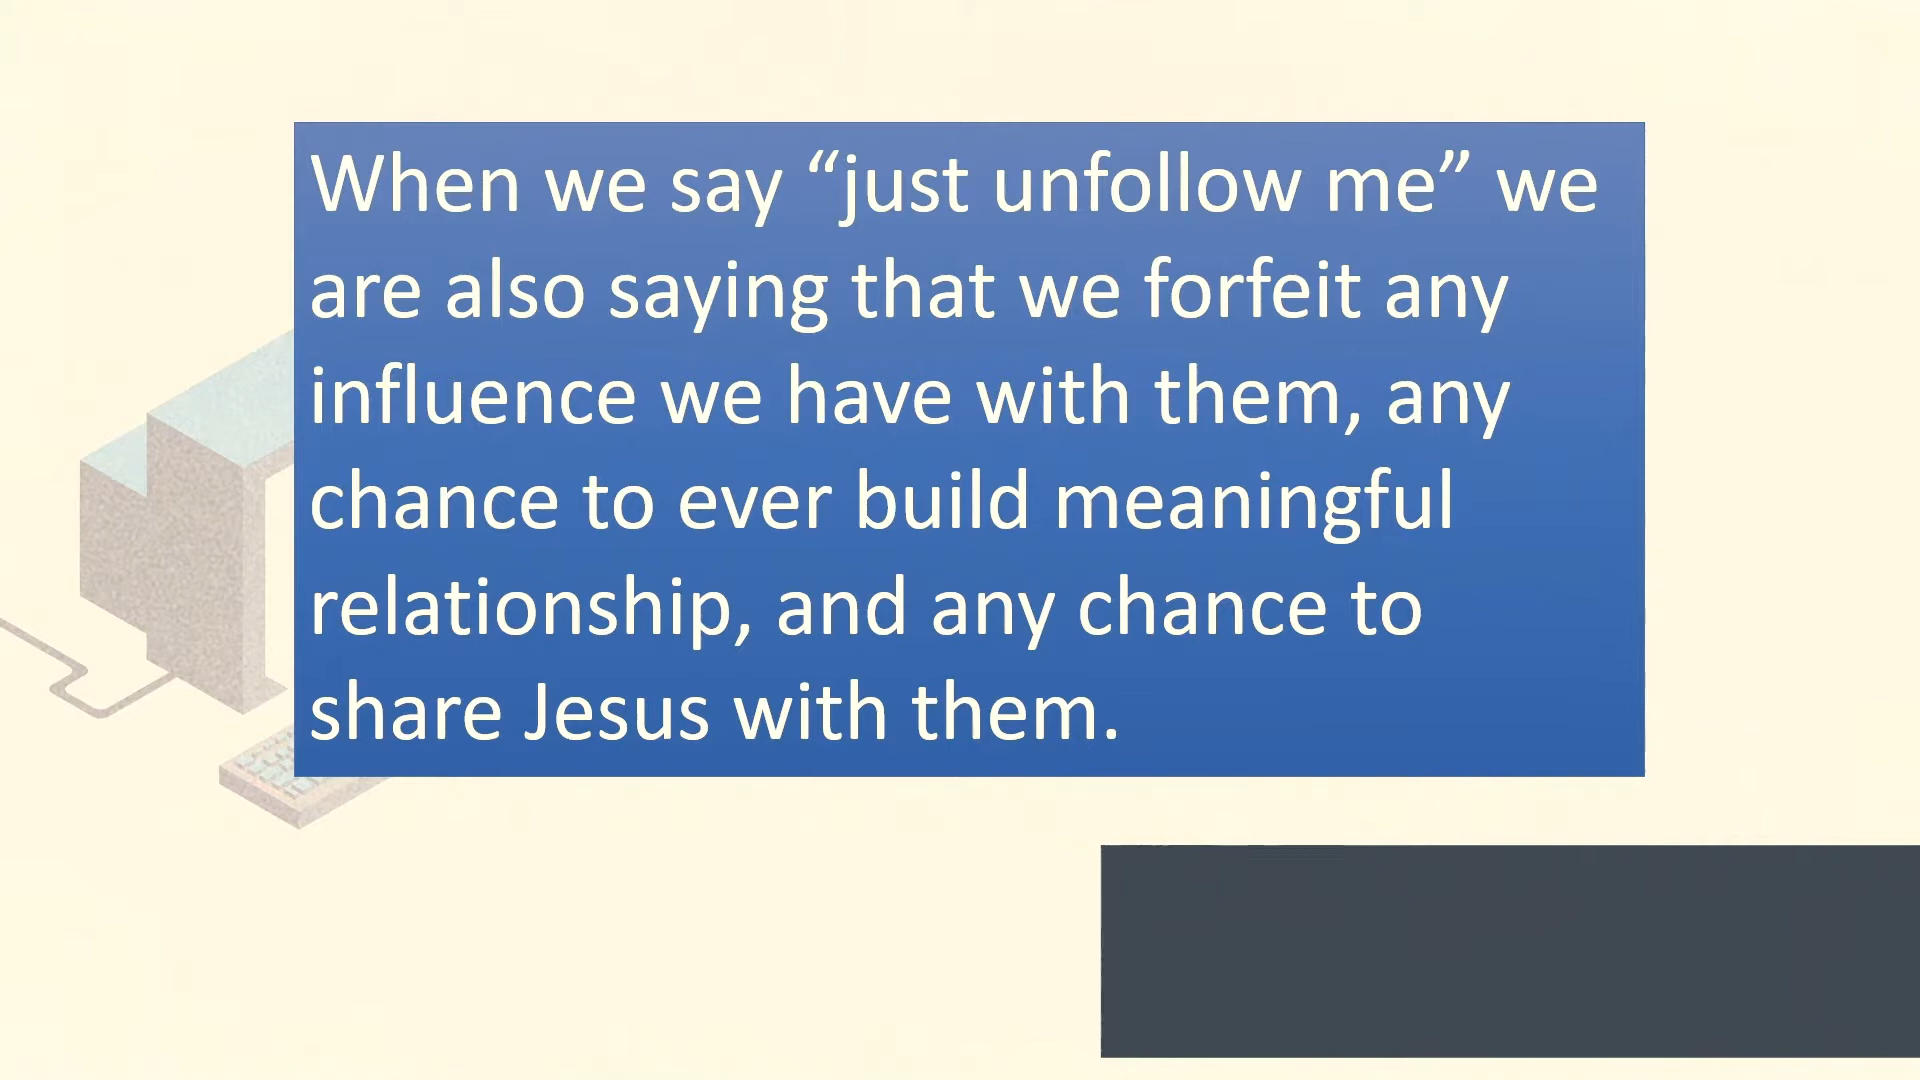 When we say “just unfollow me” we
are also saying that we forfeit any
influence we have with them, any
chance to ever build meaningful
relationship, and any chance to
share Jesus with them.